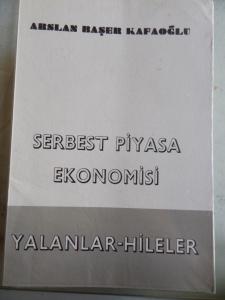 ARSLAN BAŞER KAFAOĞLU
SERBEST PİYASA
EKONOMİSİ
YALANLAR-HİLELER